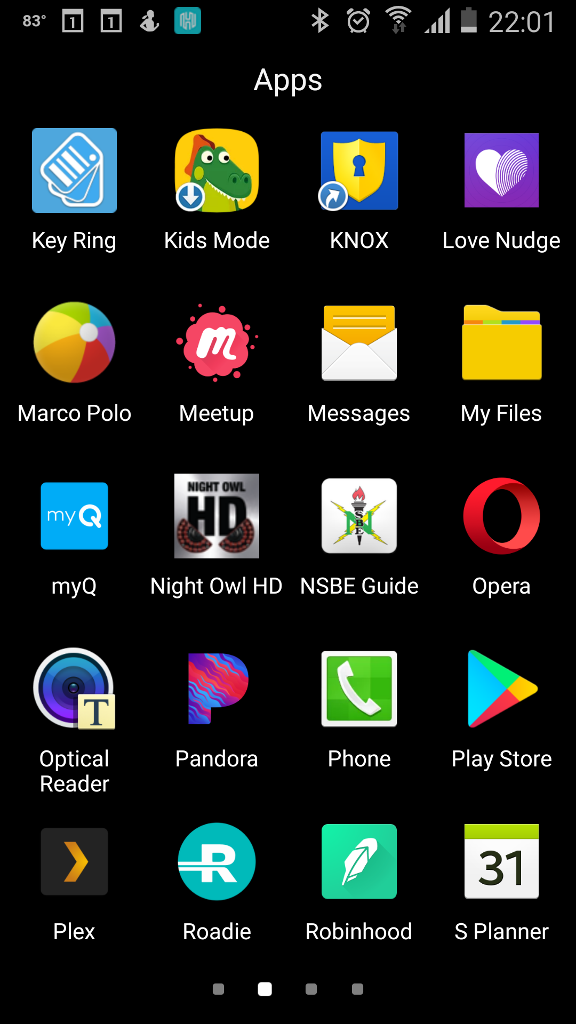 83°
1
1
22:01
Apps
Key Ring
Kids Mode
KNOX
Love Nudge
m
Marco Polo
Meetup
Messages
My Files
myQ
NIGHT OWL
HD
NSBE
myQ
Night Owl HD
NSBE Guide
Opera
T
Optical
Reader
Pandora
Phone
Play Store
R
31
Plex
Roadie
Robinhood
S Planner